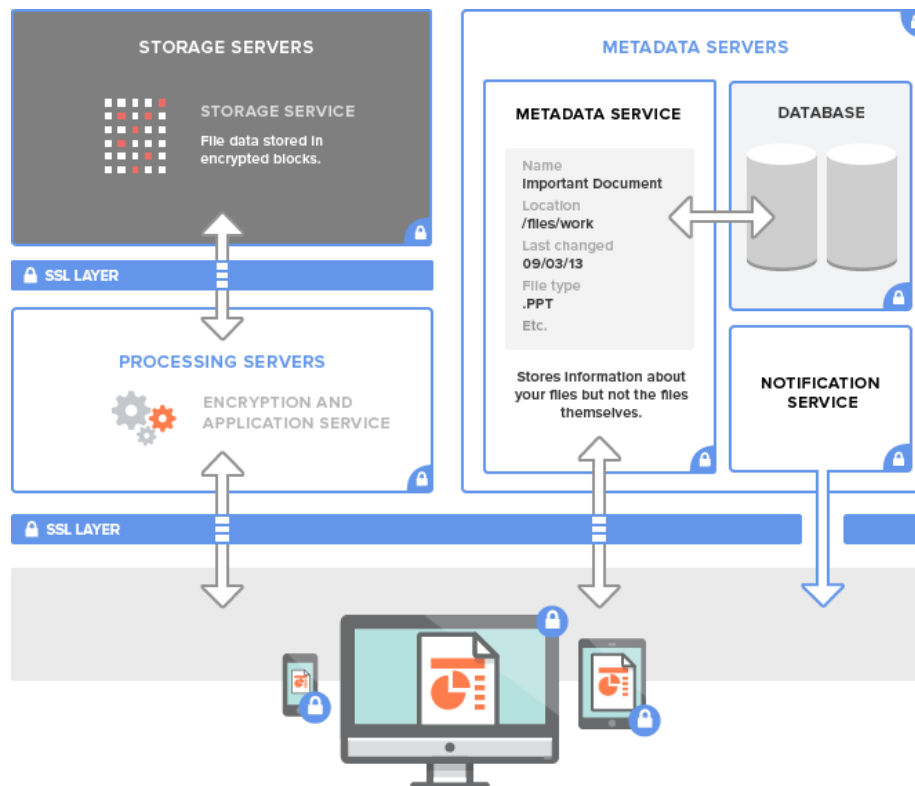 STORAGE SERVERS
STORAGE SERVICE
File data stored in
encrypted blocks.
SSL LAYER
PROCESSING SERVERS
ENCRYPTION AND
APPLICATION SERVICE
METADATA SERVERS
METADATA SERVICE
Name
Important Document
Location
/files/work
Last changed
09/03/13
File type
.PPT
Etc.
Stores information about
your files but not the files
themselves.
DATABASE
NOTIFICATION
SERVICE
SSL LAYER